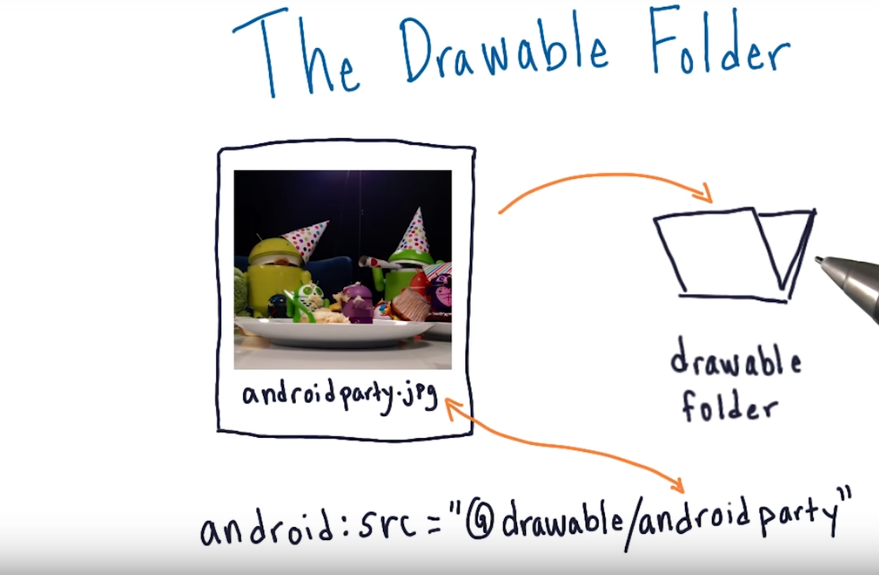 The Drawable Folder
androidparty.jpg
drawable
folder
android:src="@drawable/androidparty"